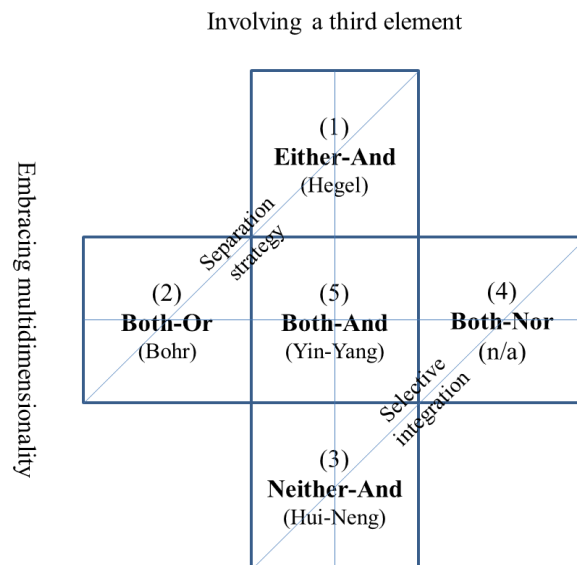 Involving a third element
Embracing multidimensionality
(1)
Either-And
(Hegel)
Separation
strategy
(2)
Both-Or
(Bohr)
(5)
Both-And
(Yin-Yang)
(4)
Both-Nor
(n/a)
Selective
integration
(3)
Neither-And
(Hui-Neng)